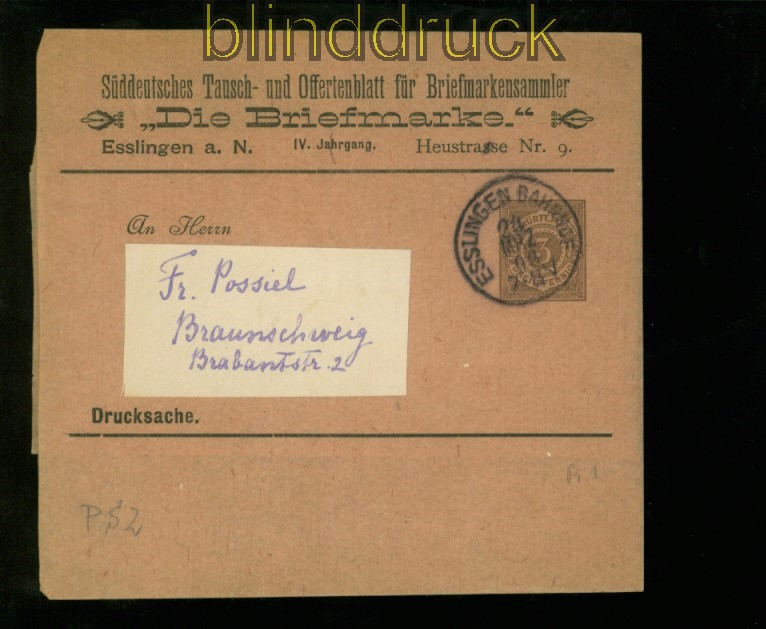 blinddruck
Süddeutsches Tausch- und Offertenblatt für Briefmarkensammler
„Die Briefmarke.“
Esslingen a. N. IV. Jahrgang. Heustrasse Nr. 9.
ESSLINGEN BAHNHOF
24
3
An Herrn
Fr. Possiel
Braunschweig
Brabantstr. 2
Drucksache.